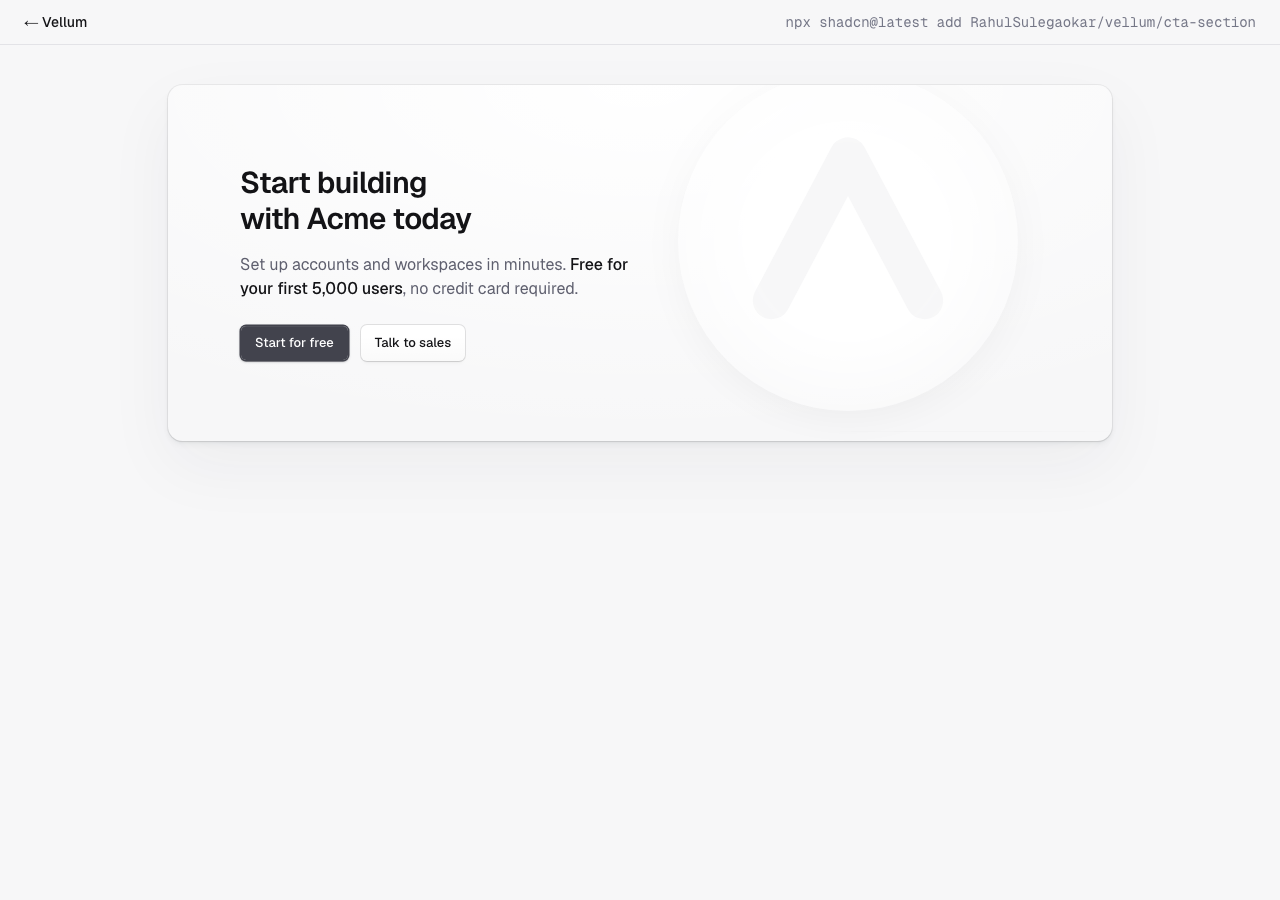 ← Vellum
npx shadcn@latest add RahulSulegaokar/vellum/cta-section
Start building
with Acme today
Set up accounts and workspaces in minutes. Free for
your first 5,000 users, no credit card required.
Start for free
Talk to sales